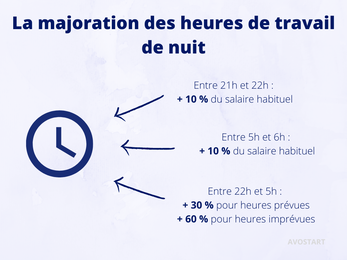 La majoration des heures de travail
de nuit
Entre 21h et 22h :
+ 10 % du salaire habituel
Entre 5h et 6h :
+ 10 % du salaire habituel
Entre 22h et 5h :
+ 30 % pour heures prévues
+ 60 % pour heures imprévues
AVOSTART